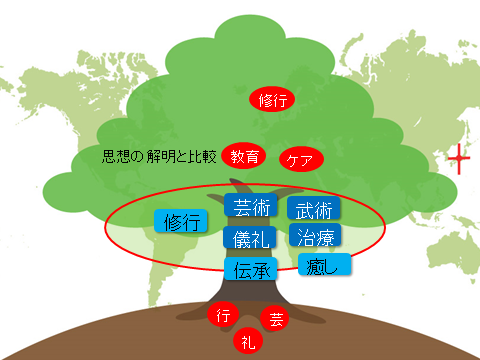 修行
思想の解明と比較
教育
ケア
芸術
武術
修行
儀礼
治療
伝承
癒し
行
芸
礼